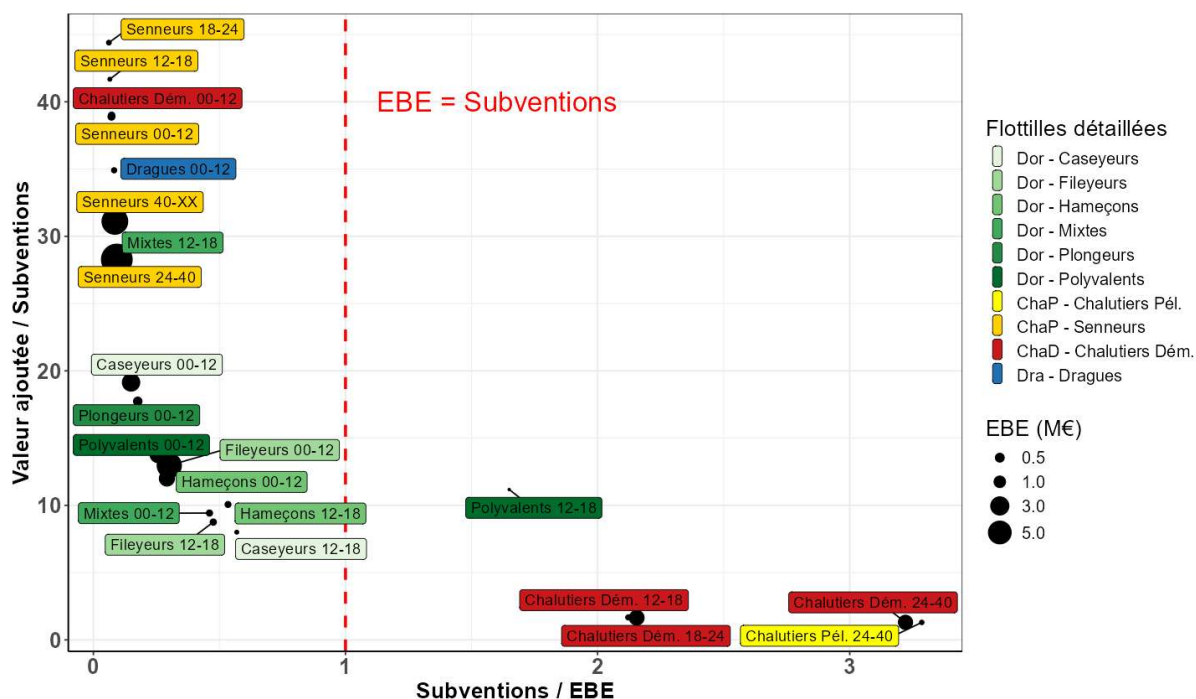 Senneurs 18-24
Senneurs 12-18
Chalutiers Dém. 00-12
EBE = Subventions
Senneurs 00-12
Dragues 00-12
Senneurs 40-XX
Mixtes 12-18
Senneurs 24-40
Caseyeurs 00-12
Plongeurs 00-12
Polyvalents 00-12
Fileyeurs 00-12
Hameçons 00-12
Mixtes 00-12
Hameçons 12-18
Fileyeurs 12-18
Caseyeurs 12-18
Polyvalents 12-18
Chalutiers Dém. 12-18
Chalutiers Dém. 24-40
Chalutiers Dém. 18-24
Chalutiers Pél. 24-40
40
30
20
10
0
0
1
2
3
Valeur ajoutée / Subventions
Subventions / EBE
Flottilles détaillées
Dor - Caseyeurs
Dor - Fileyeurs
Dor - Hameçons
Dor - Mixtes
Dor - Plongeurs
Dor - Polyvalents
ChaP - Chalutiers Pél.
ChaP - Senneurs
ChaD - Chalutiers Dém.
Dra - Dragues
EBE (M€)
0.5
1.0
3.0
5.0